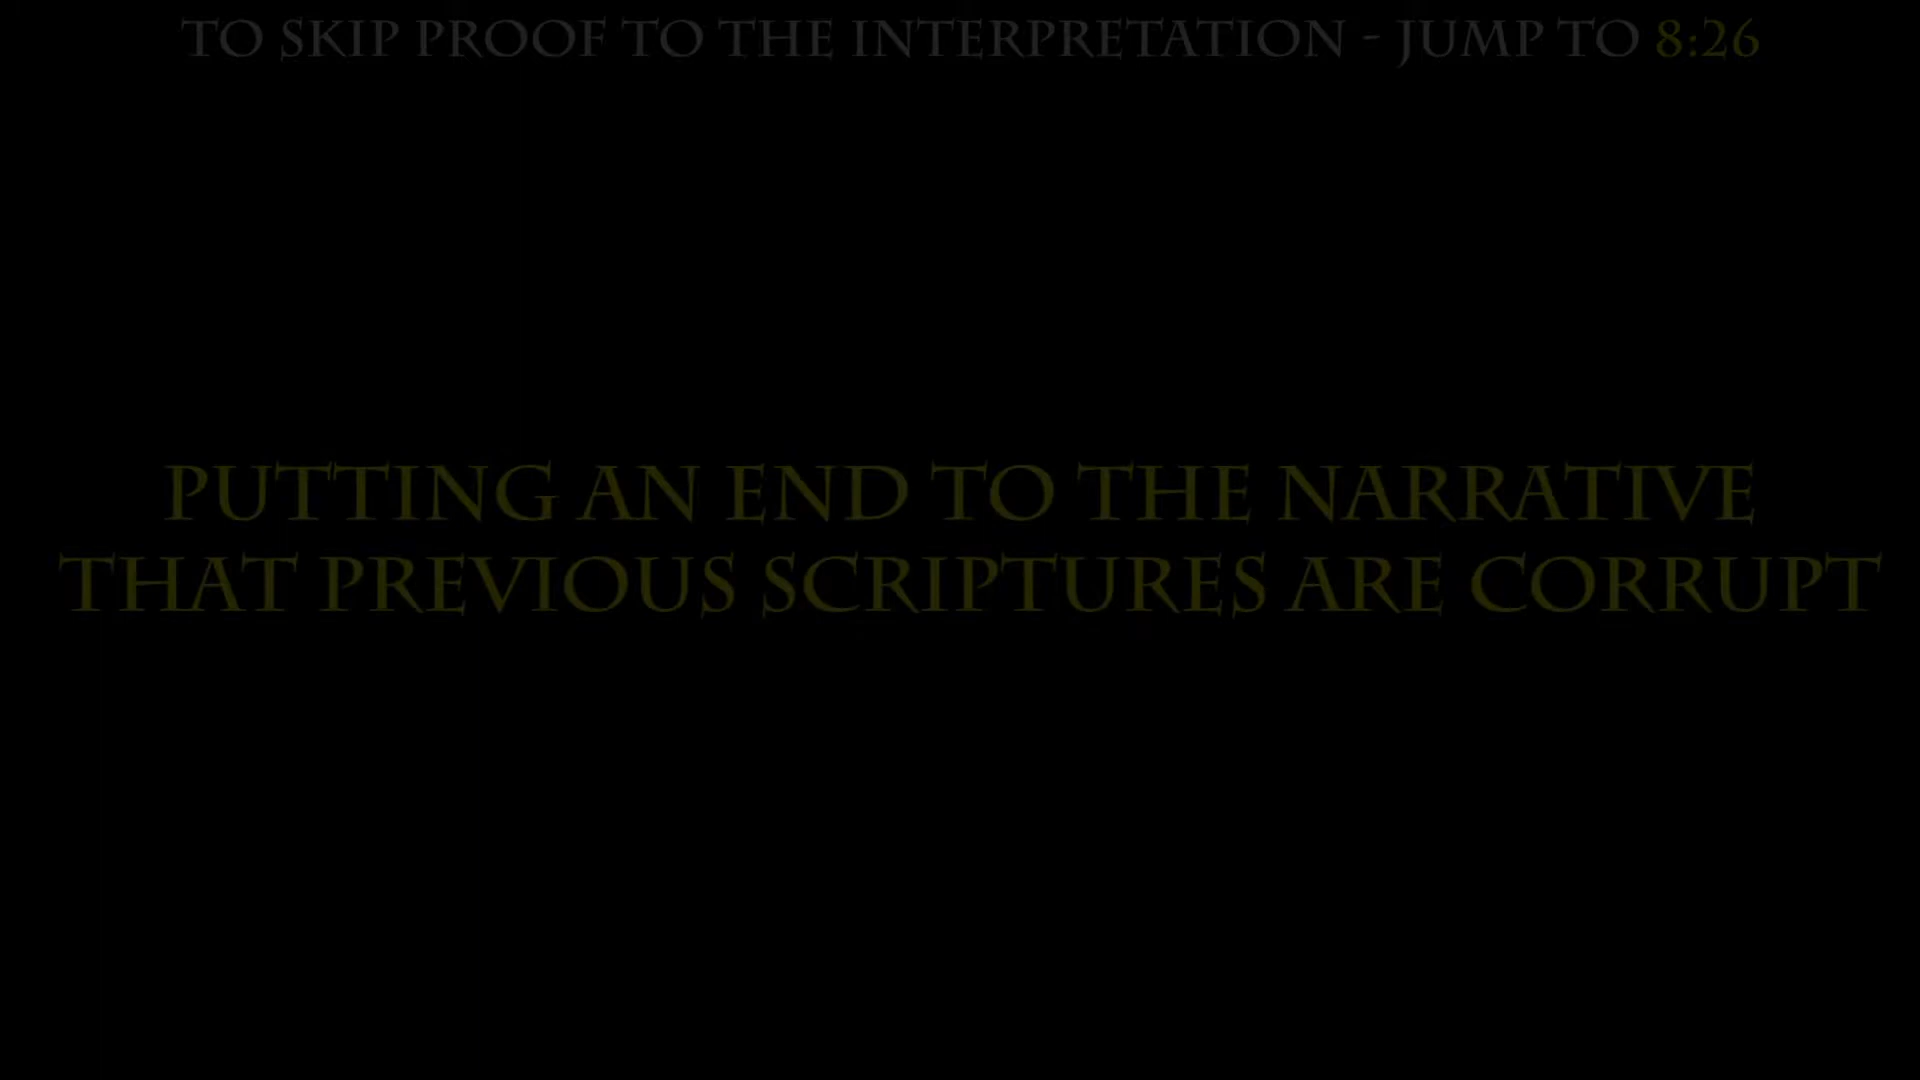 TO SKIP PROOF TO THE INTERPRETATION - JUMP TO 8:26
PUTTING AN END TO THE NARRATIVE
THAT PREVIOUS SCRIPTURES ARE CORRUPT